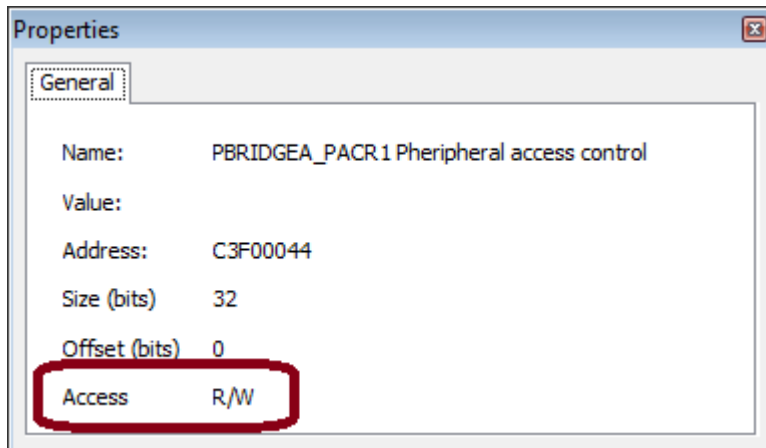 Properties
General
Name: PBRIDGEA_PACR1 Pheripheral access control
Value:
Address: C3F00044
Size (bits) 32
Offset (bits) 0
Access R/W